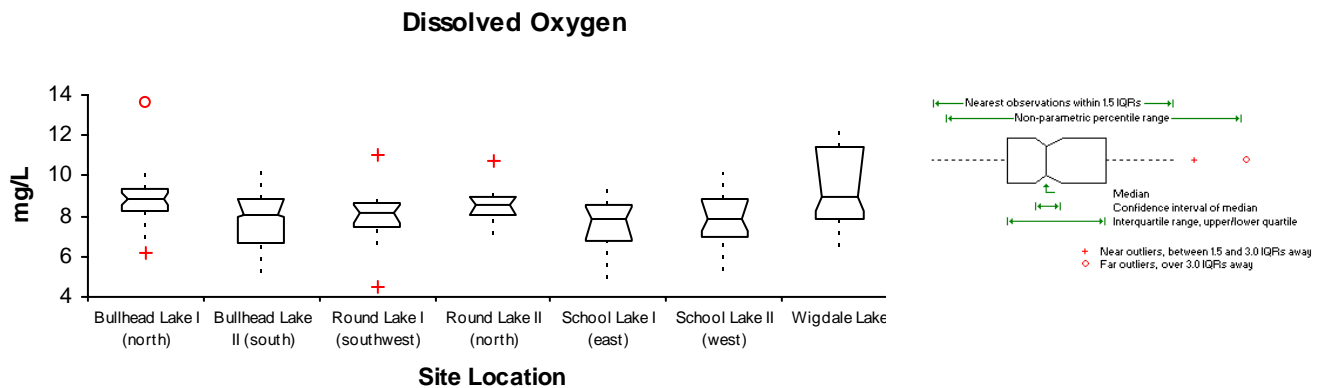 Dissolved Oxygen
mg/L
14
12
10
8
6
4
Bullhead Lake I
(north)
Bullhead Lake
II (south)
Round Lake I
(southwest)
Round Lake II
(north)
School Lake I
(east)
School Lake II
(west)
Wigdale Lake
Site Location
Nearest observations within 1.5 IQRs
Non-parametric percentile range
Median
Confidence interval of median
Interquartile range, upper/lower quartile
+ Near outliers, between 1.5 and 3.0 IQRs away
Far outliers, over 3.0 IQRs away